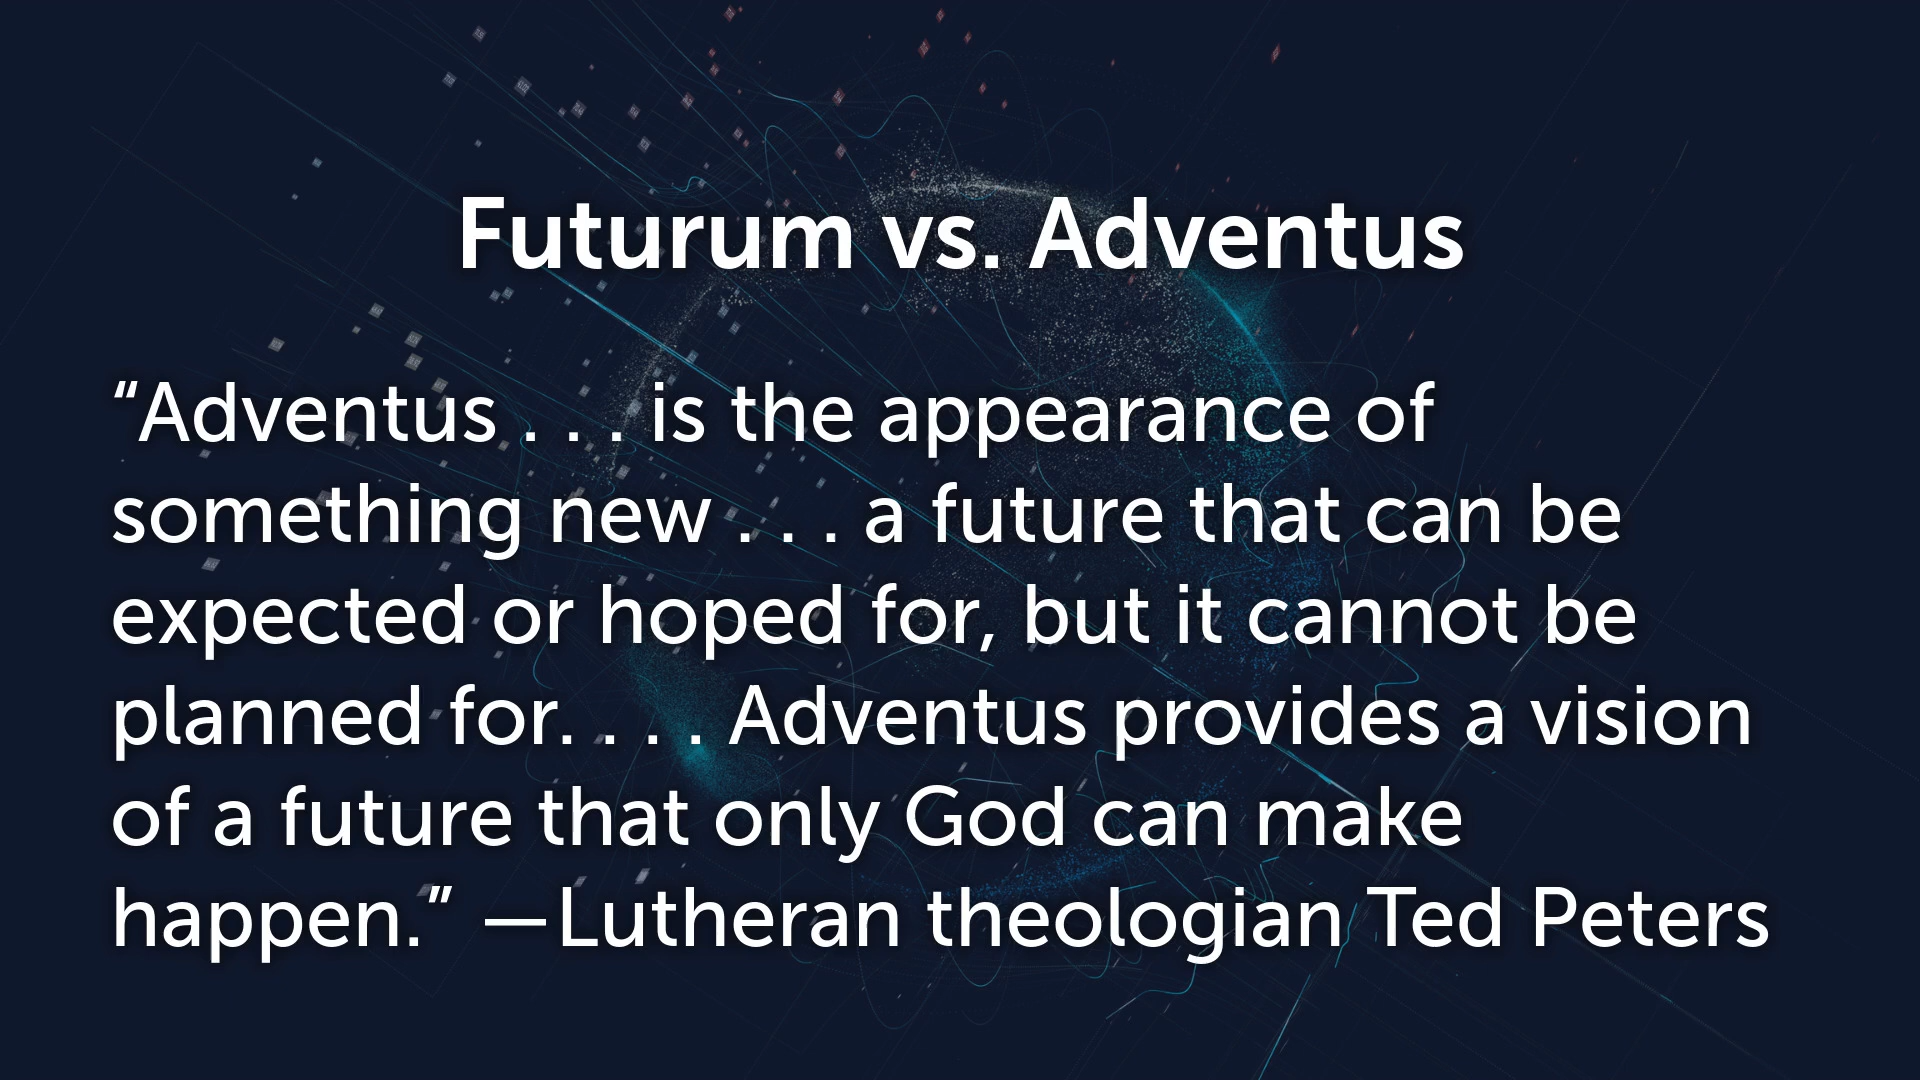 Futurum vs. Adventus
“Adventus . . . is the appearance of
something new . . . a future that can be
expected or hoped for, but it cannot be
planned for. . . . Adventus provides a vision
of a future that only God can make
happen.” —Lutheran theologian Ted Peters